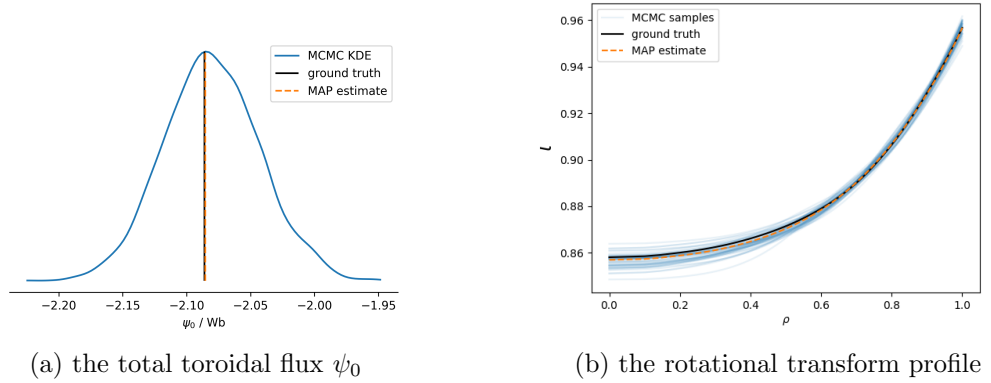 MCMC KDE
ground truth
MAP estimate
−2.20 −2.15 −2.10 −2.05 −2.00 −1.95
ψ₀ / Wb
(a) the total toroidal flux ψ₀
MCMC samples
ground truth
MAP estimate
0.96
0.94
0.92
0.90
0.88
0.86
ι
0.0 0.2 0.4 0.6 0.8 1.0
ρ
(b) the rotational transform profile